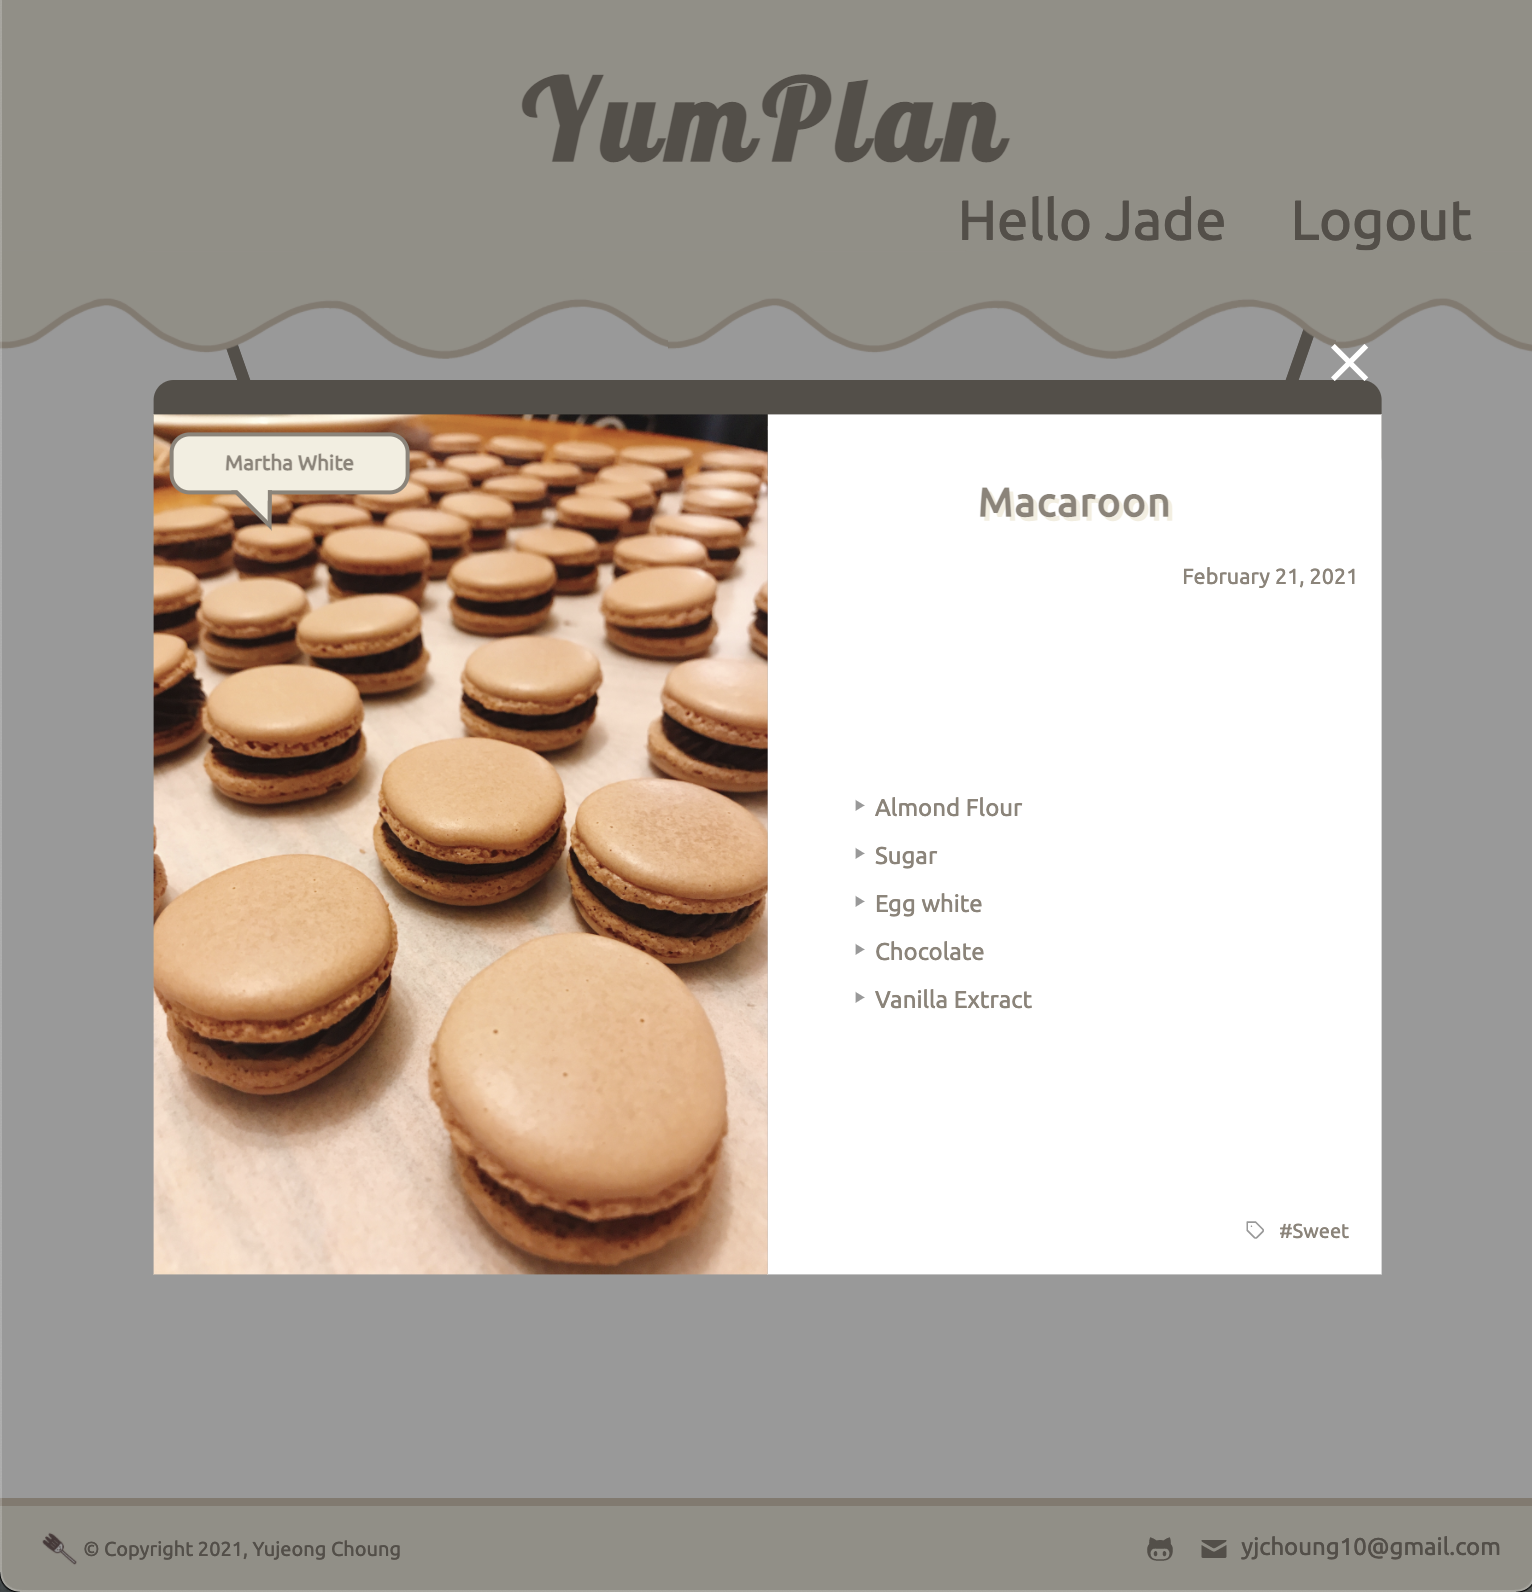 YumPlan
Hello Jade Logout
Martha White
Macaroon
February 21, 2021
Almond Flour
Sugar
Egg white
Chocolate
Vanilla Extract
#Sweet
© Copyright 2021, Yujeong Choung
yjchoung10@gmail.com